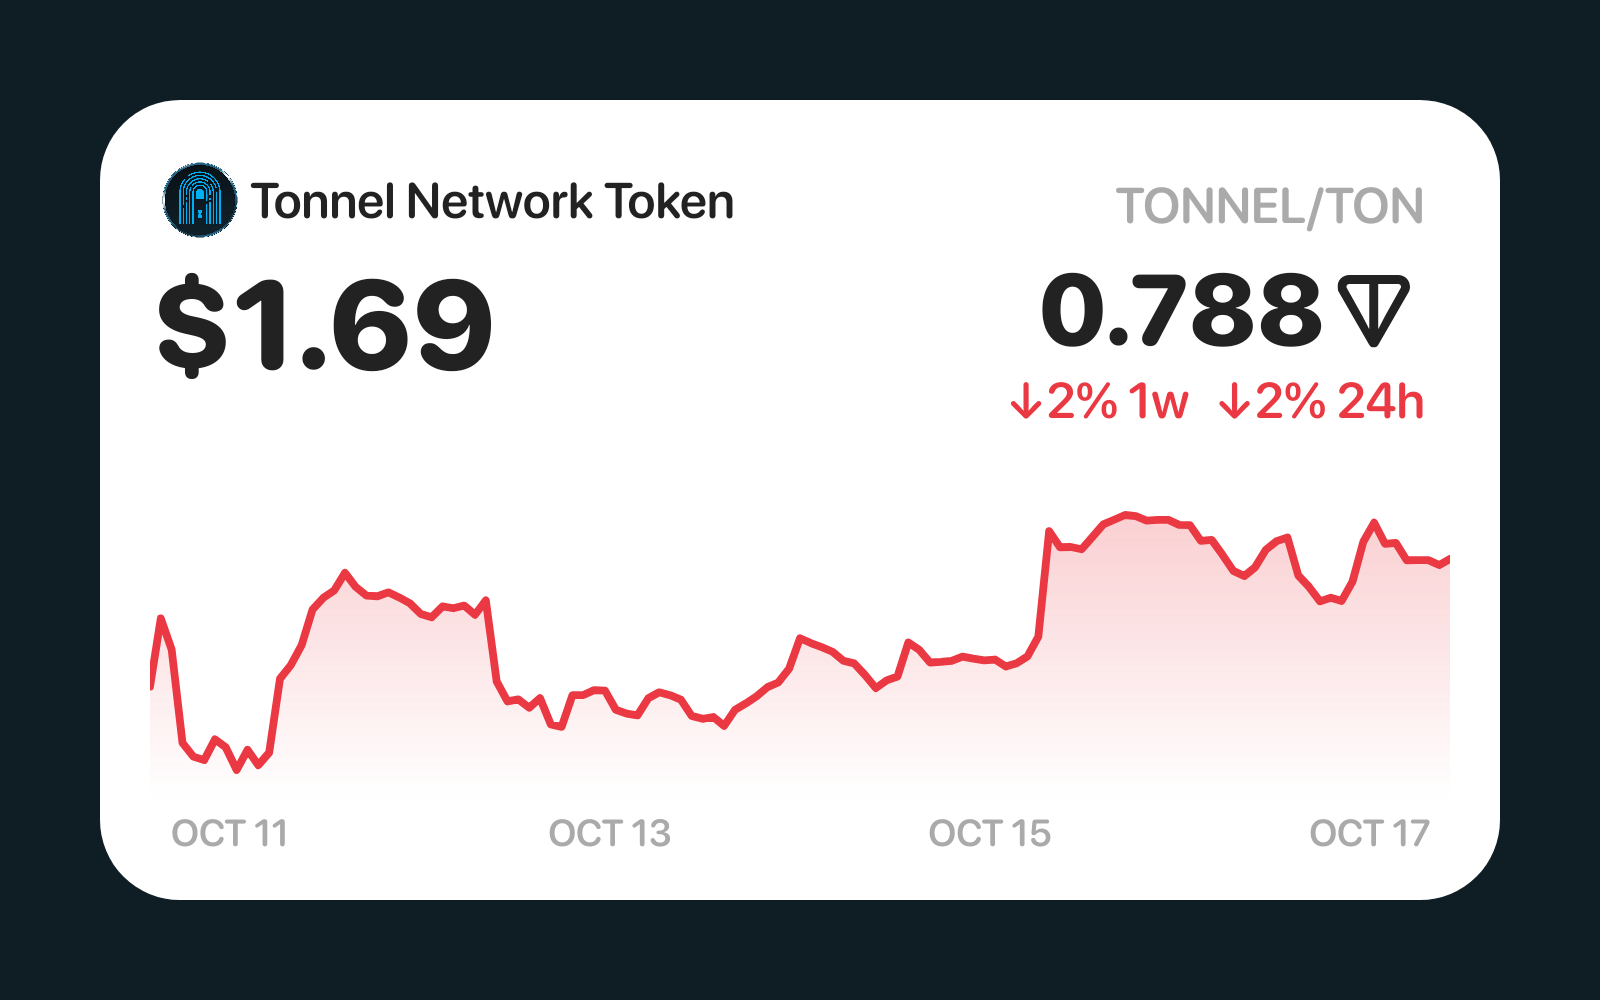 Tonnel Network Token
TONNEL/TON
$1.69
0.788
↓2% 1w ↓2% 24h
OCT 11
OCT 13
OCT 15
OCT 17